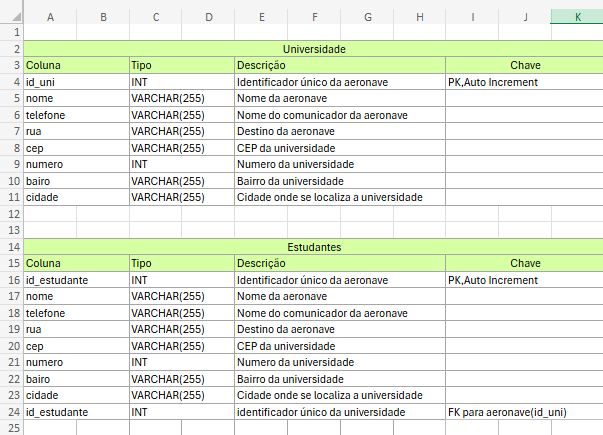 A B C D E F G H I J K
1
2 Universidade
3 Coluna Tipo Descrição Chave
4 id_uni INT Identificador único da aeronave PK,Auto Increment
5 nome VARCHAR(255) Nome da aeronave
6 telefone VARCHAR(255) Nome do comunicador da aeronave
7 rua VARCHAR(255) Destino da aeronave
8 cep VARCHAR(255) CEP da universidade
9 numero INT Numero da universidade
10 bairo VARCHAR(255) Bairro da universidade
11 cidade VARCHAR(255) Cidade onde se localiza a universidade
12
13
14 Estudantes
15 Coluna Tipo Descrição Chave
16 id_estudante INT Identificador único da aeronave PK,Auto Increment
17 nome VARCHAR(255) Nome da aeronave
18 telefone VARCHAR(255) Nome do comunicador da aeronave
19 rua VARCHAR(255) Destino da aeronave
20 cep VARCHAR(255) CEP da universidade
21 numero INT Numero da universidade
22 bairo VARCHAR(255) Bairro da universidade
23 cidade VARCHAR(255) Cidade onde se localiza a universidade
24 id_estudante INT identificador único da universidade FK para aeronave(id_uni)
25